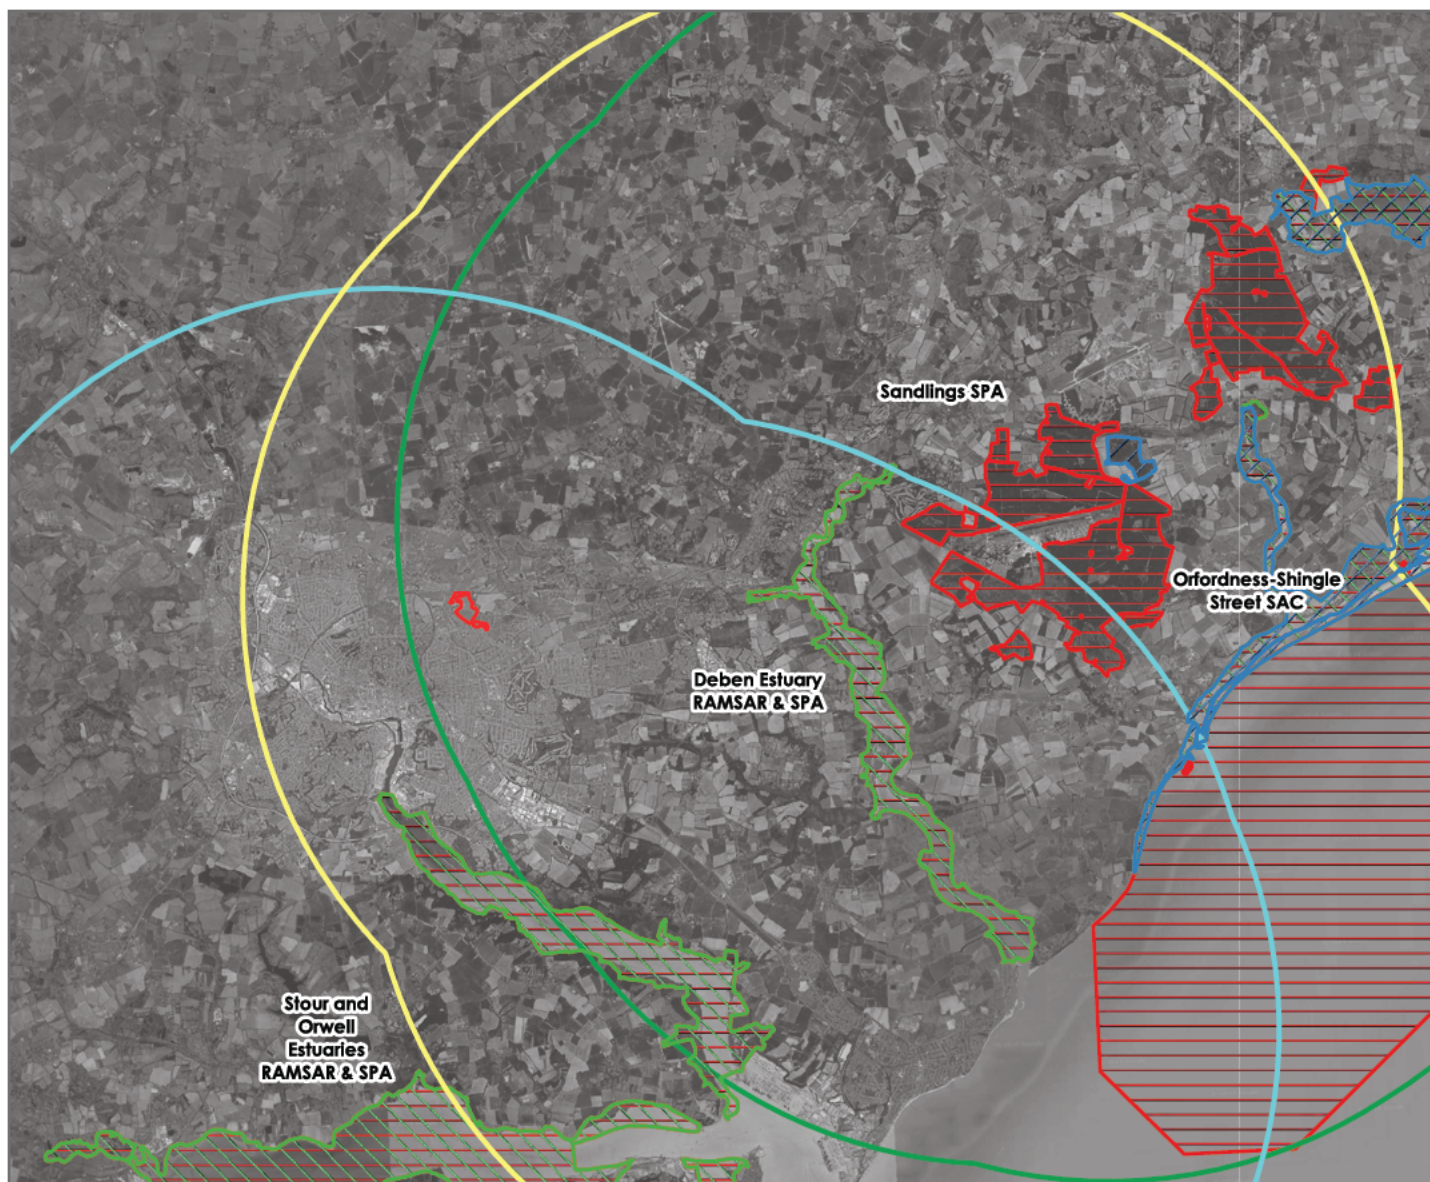 Sandlings SPA
Orfordness-Shingle
Street SAC
Deben Estuary
RAMSAR & SPA
Stour and
Orwell
Estuaries
RAMSAR & SPA